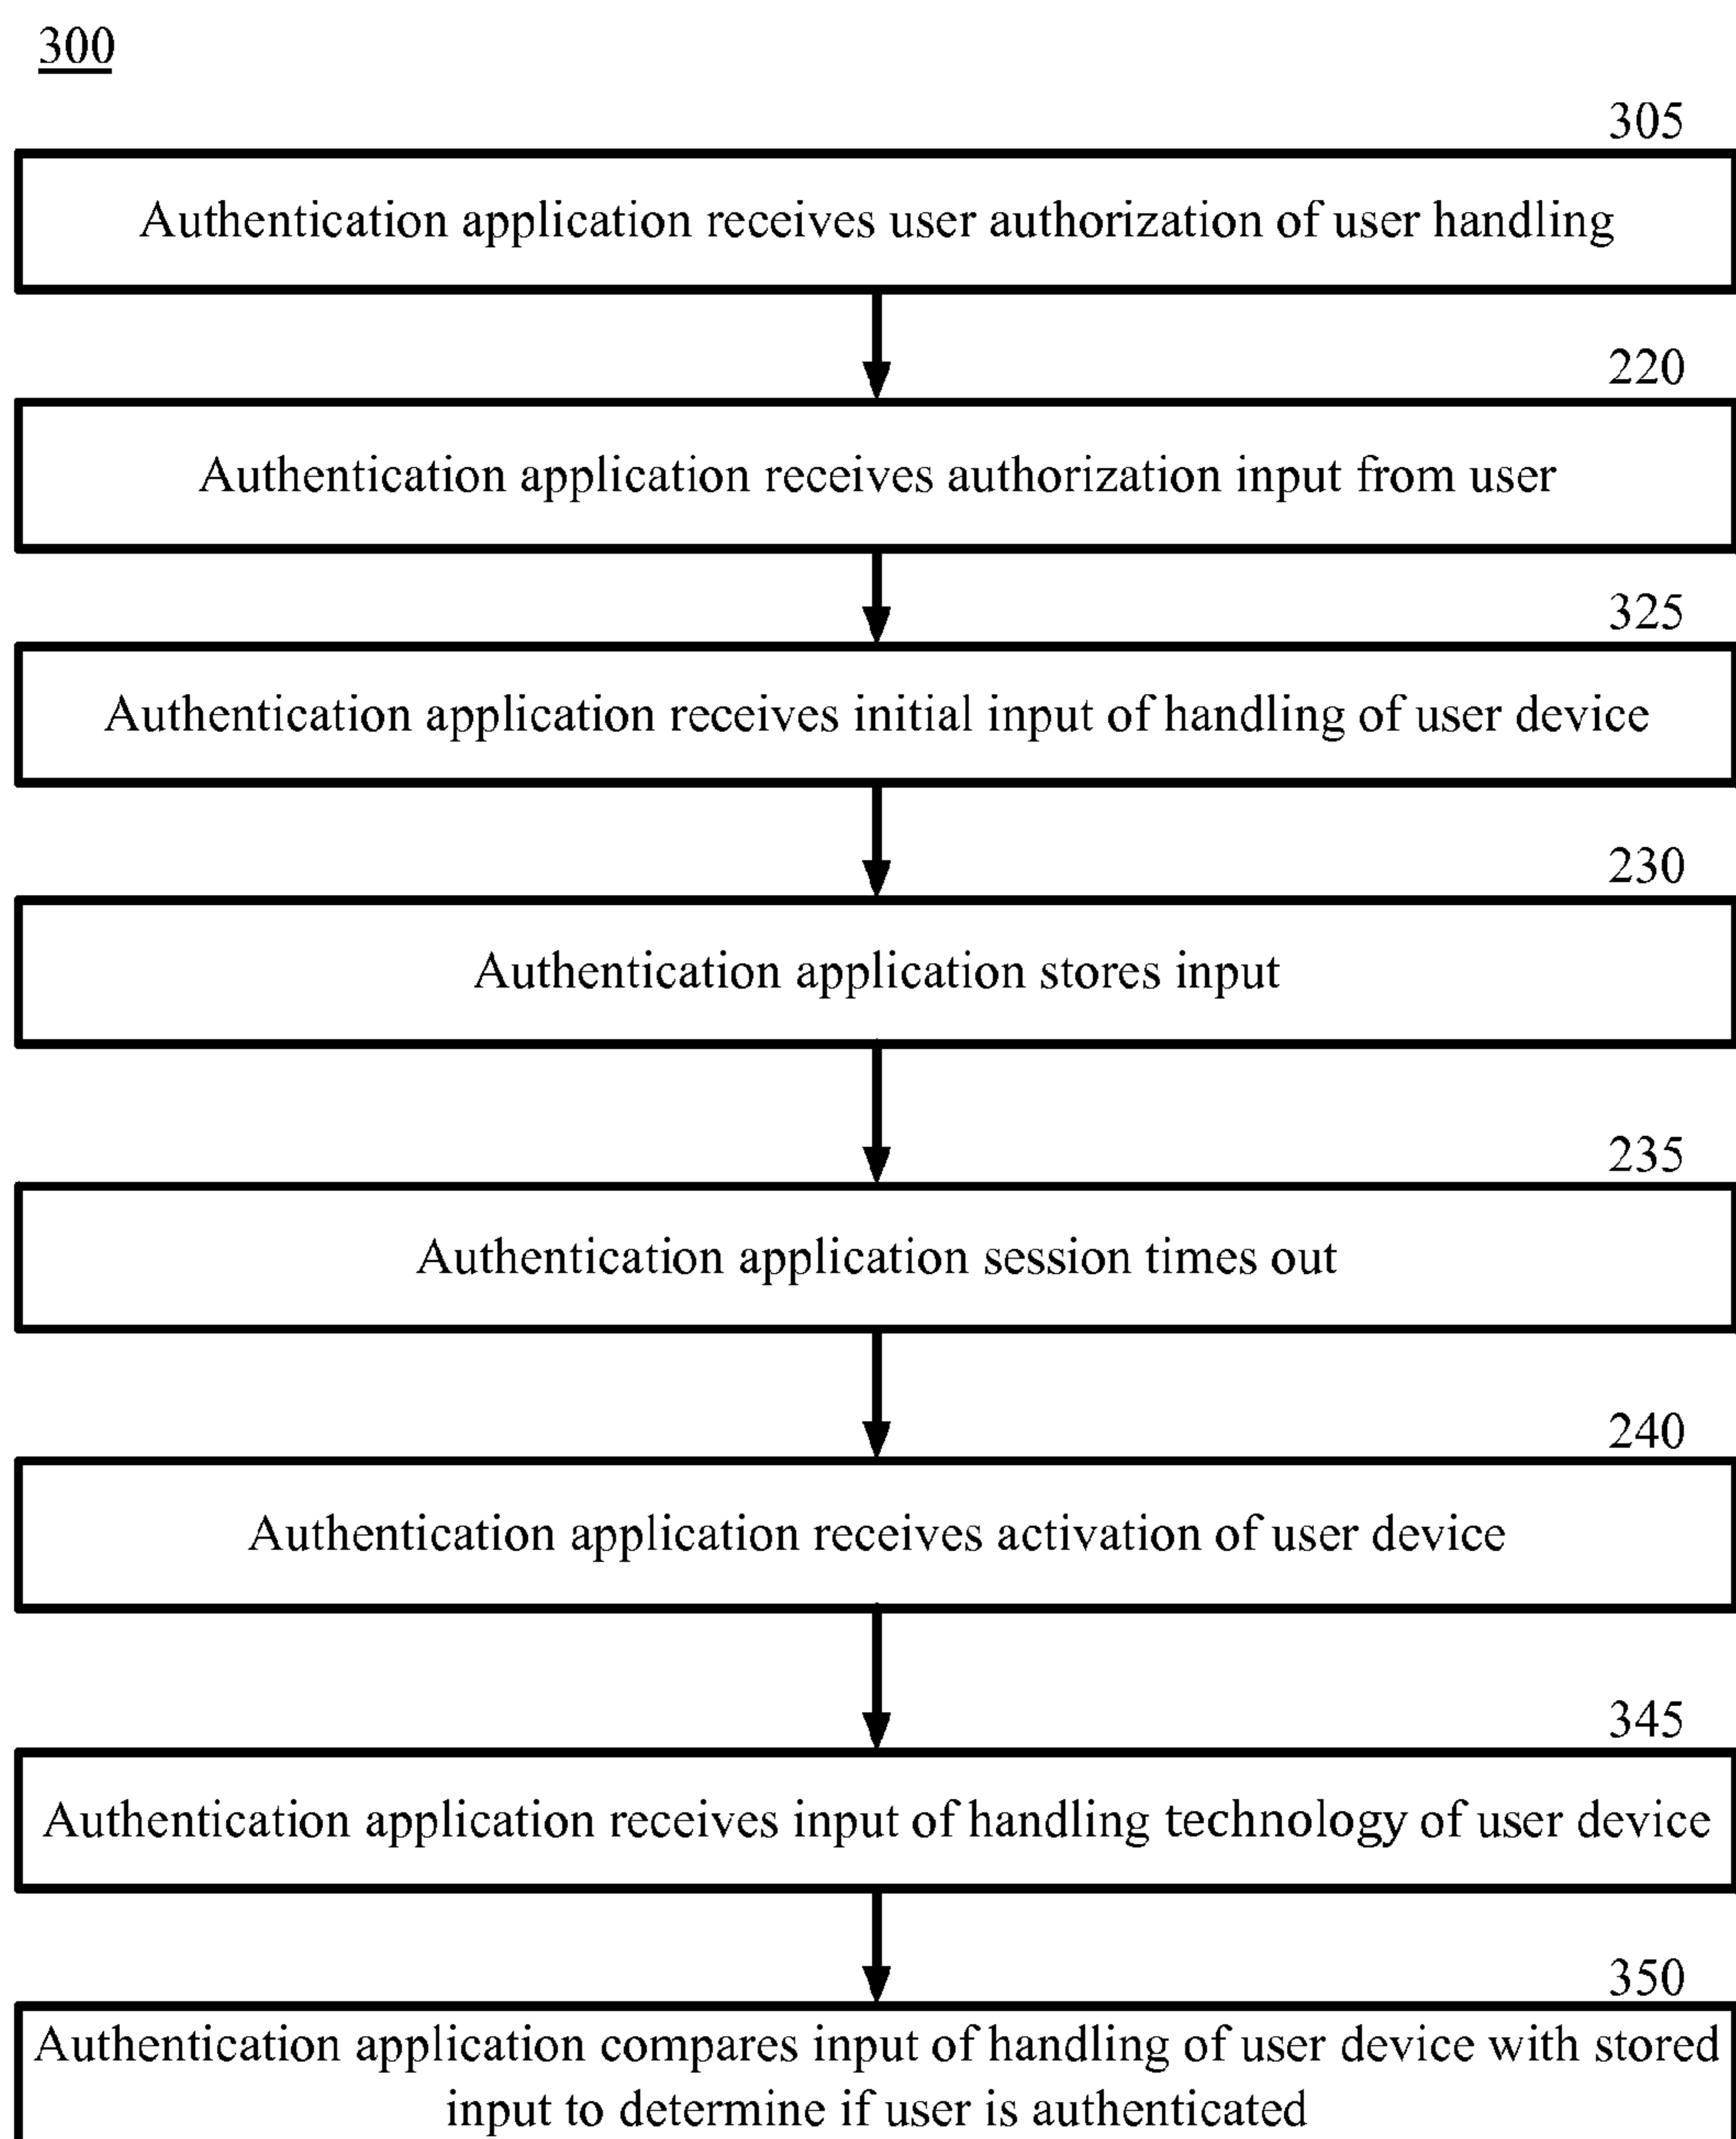 300
305
Authentication application receives user authorization of user handling
220
Authentication application receives authorization input from user
325
Authentication application receives initial input of handling of user device
230
Authentication application stores input
235
Authentication application session times out
240
Authentication application receives activation of user device
345
Authentication application receives input of handling technology of user device
350
Authentication application compares input of handling of user device with stored
input to determine if user is authenticated